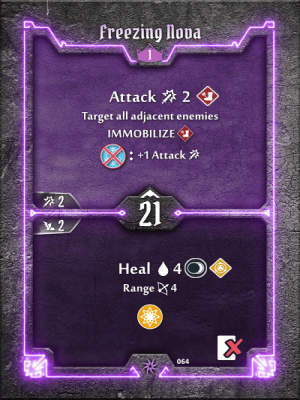 Freezing Nova
1
Attack 2
Target all adjacent enemies
IMMOBILIZE
: +1 Attack
2
21
2
Heal 4
Range 4
064